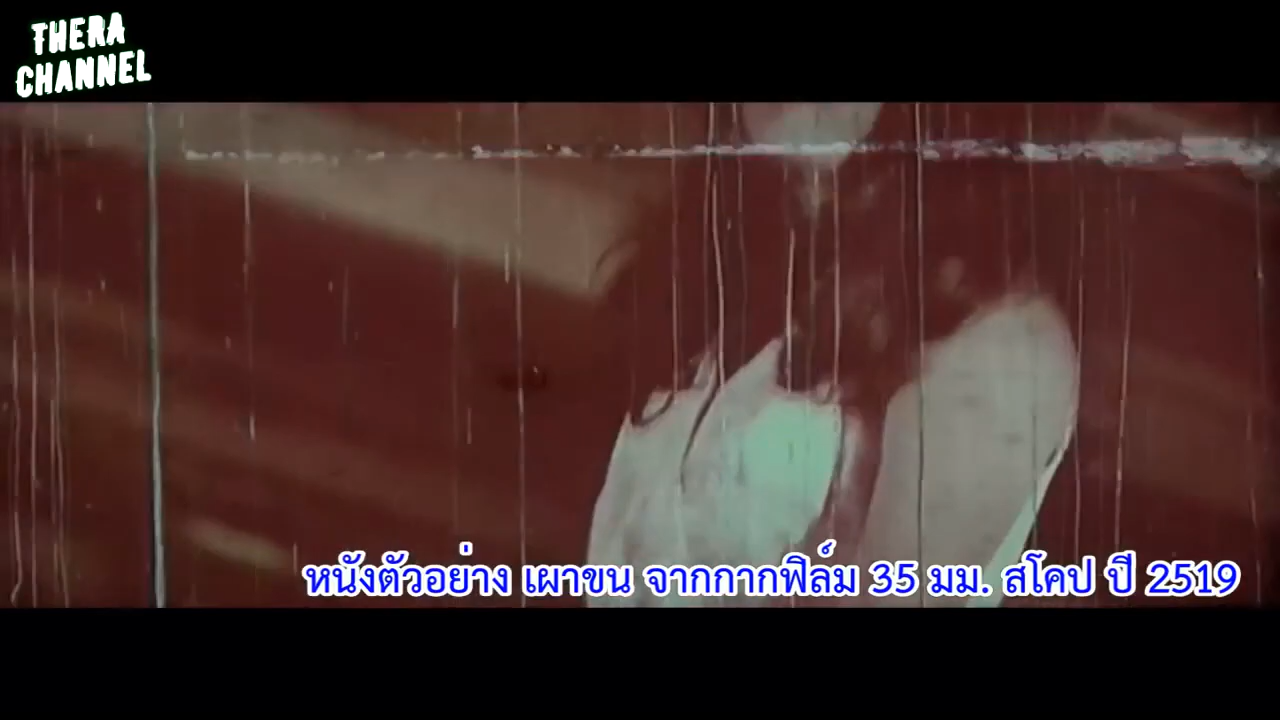 THERA
CHANNEL
หนังตัวอย่าง เผาขน จากกากฟิล์ม 35 มม. สโคป ปี 2519